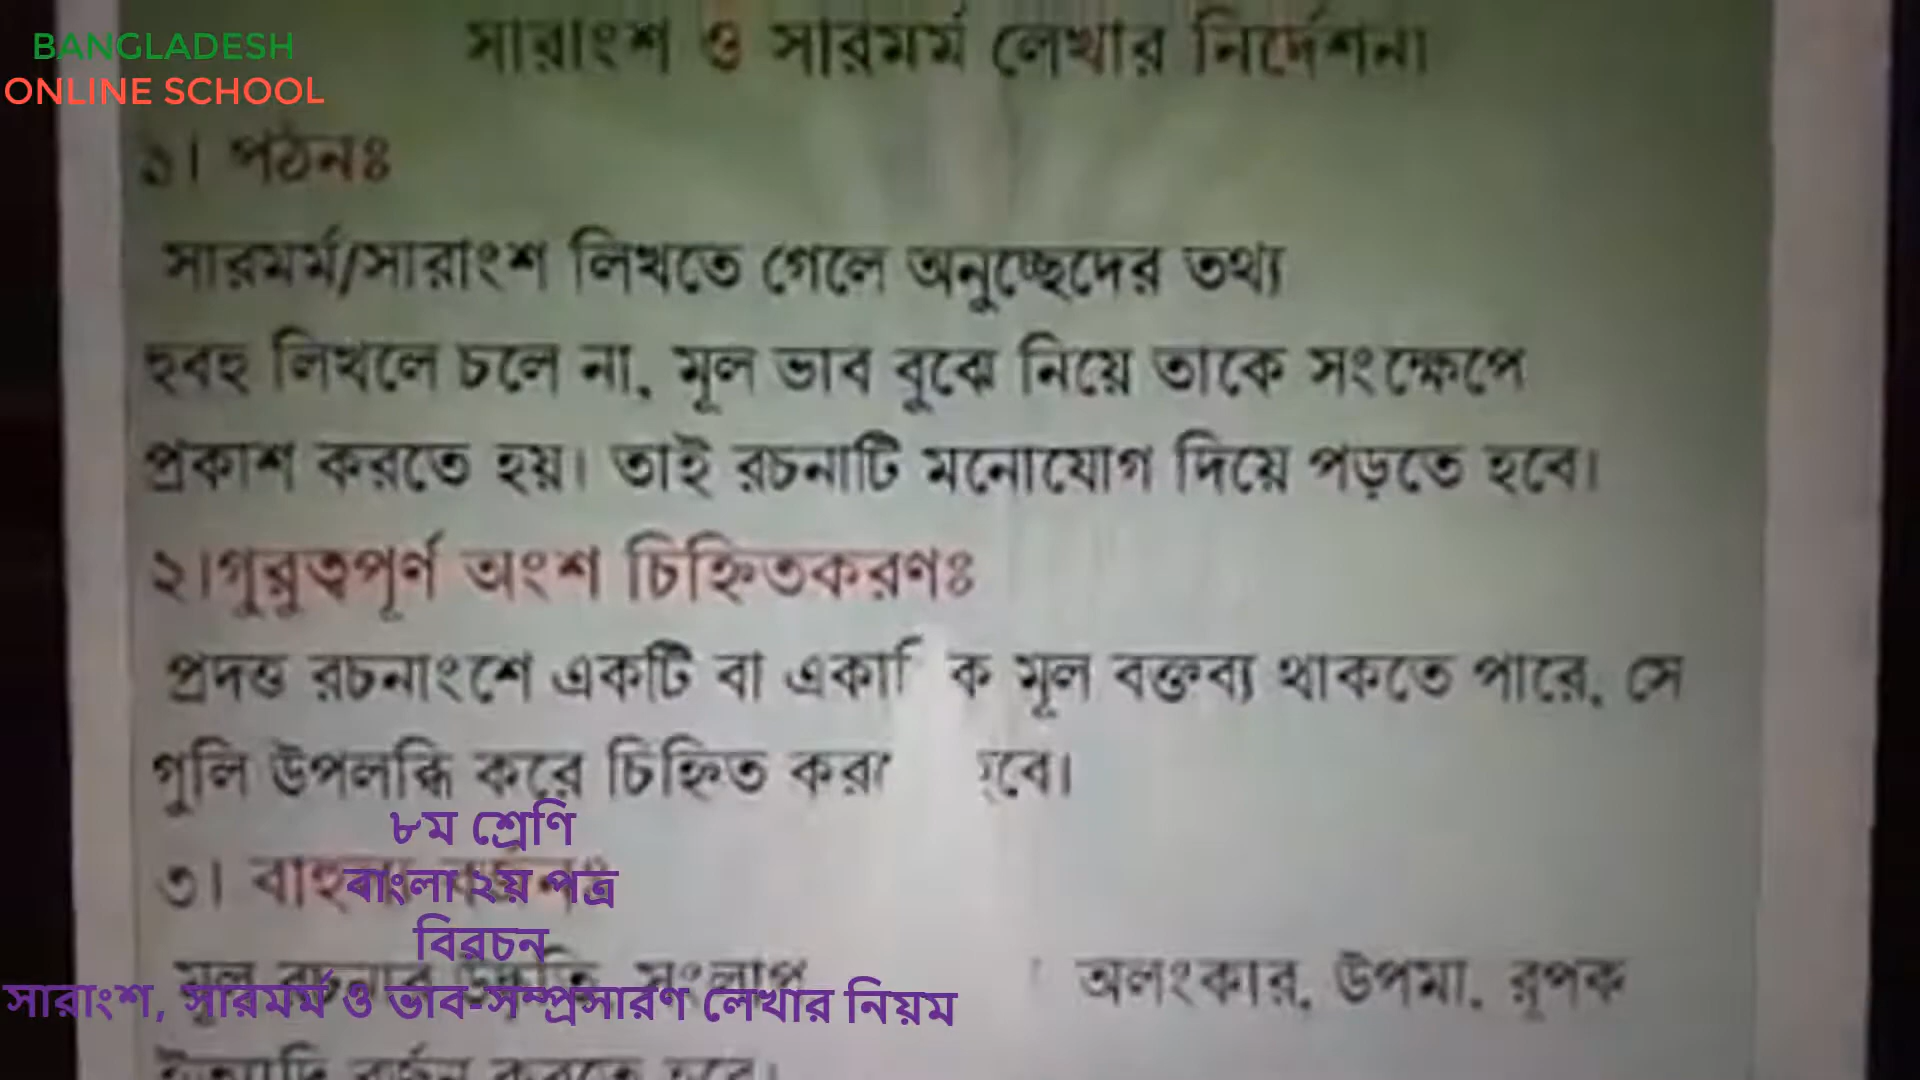 BANGLADESH
ONLINE SCHOOL
সারাংশ ও সারমর্ম লেখার নির্দেশনা
১। পঠনঃ
সারমর্ম/সারাংশ লিখতে গেলে অনুচ্ছেদের তথ্য
হুবহু লিখলে চলে না, মূল ভাব বুঝে নিয়ে তাকে সংক্ষেপে
প্রকাশ করতে হয়। তাই রচনাটি মনোযোগ দিয়ে পড়তে হবে।
২।গুরুত্বপূর্ণ অংশ চিহ্নিতকরণঃ
প্রদত্ত রচনাংশে একটি বা মূল বক্তব্য থাকতে পারে, সে
গুলি উপলব্ধি করে চিহ্নিত
৮ম শ্রেণি
৩।
বাংলা ২য় পত্র
বিরচন
মূল রচনার সংলাপ অলংকার, উপমা, রূপক
সারাংশ, সারমর্ম ও ভাব-সম্প্রসারণ লেখার নিয়ম